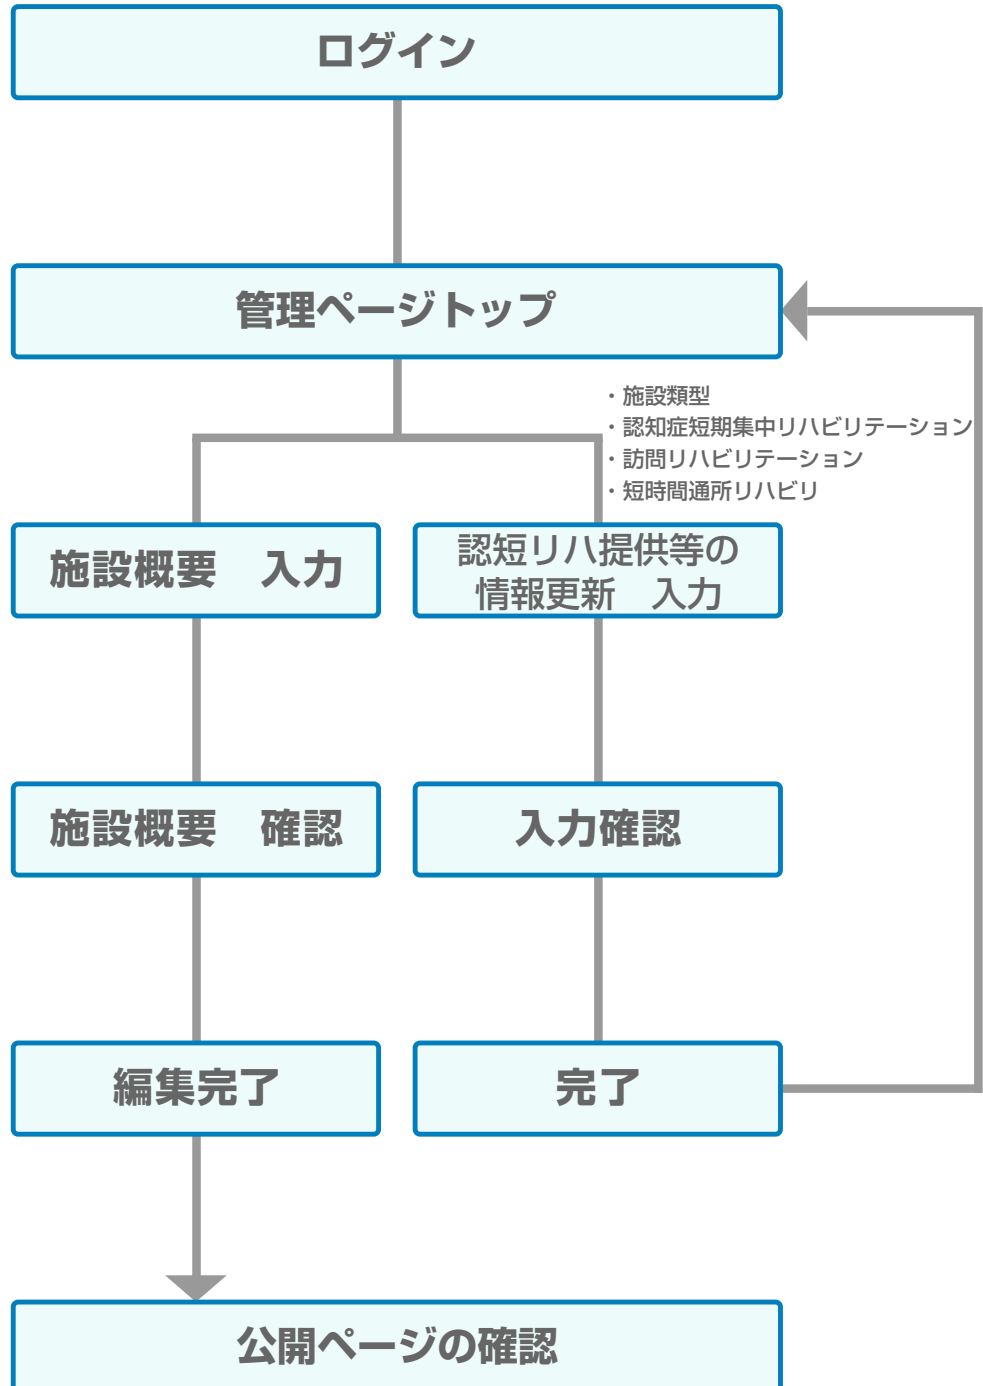 ログイン
管理ページトップ
・施設類型
・認知症短期集中リハビリテーション
・訪問リハビリテーション
・短時間通所リハビリ
施設概要　入力
認短リハ提供等の
情報更新　入力
施設概要　確認
入力確認
編集完了
完了
公開ページの確認